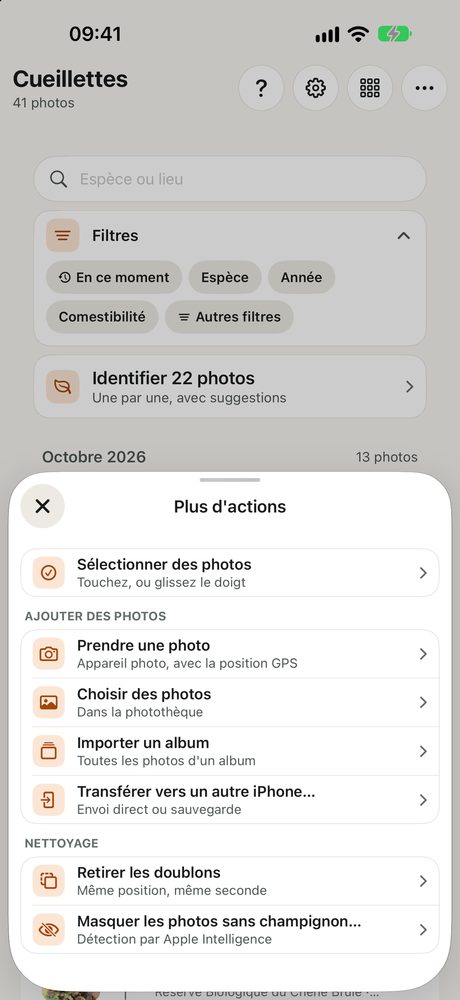 09:41
Cueillettes
41 photos
?
Espèce ou lieu
Filtres
En ce moment
Espèce
Année
Comestibilité
Autres filtres
Identifier 22 photos
Une par une, avec suggestions
Octobre 2026
13 photos
Plus d'actions
Sélectionner des photos
Touchez, ou glissez le doigt
AJOUTER DES PHOTOS
Prendre une photo
Appareil photo, avec la position GPS
Choisir des photos
Dans la photothèque
Importer un album
Toutes les photos d'un album
Transférer vers un autre iPhone...
Envoi direct ou sauvegarde
NETTOYAGE
Retirer les doublons
Même position, même seconde
Masquer les photos sans champignon...
Détection par Apple Intelligence